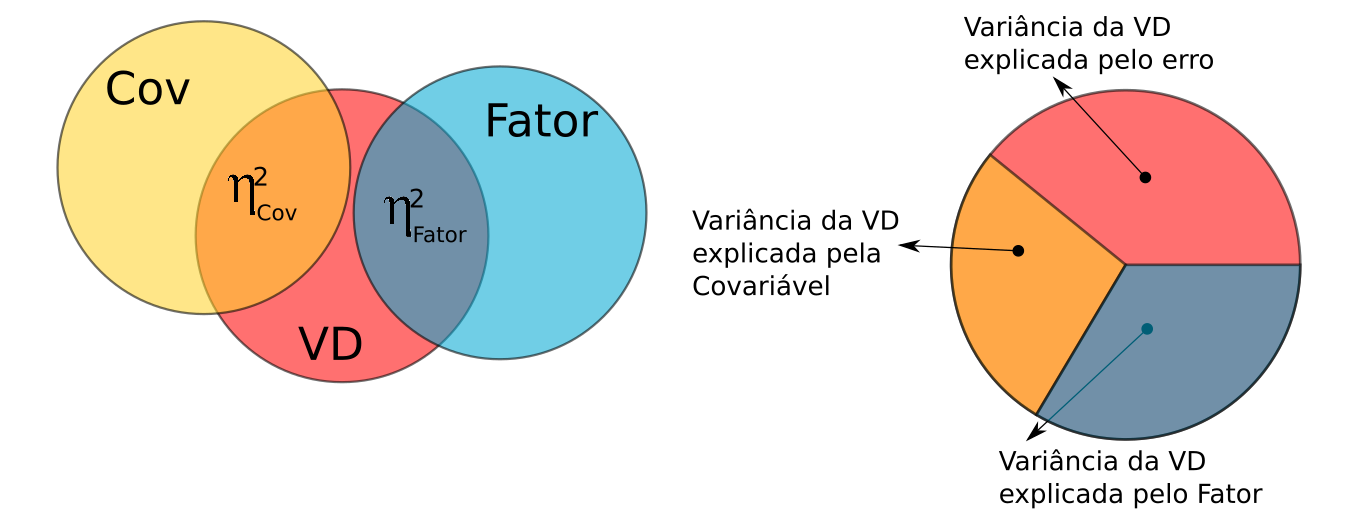 Cov
Fator
η²Cov
η²Fator
VD
Variância da VD
explicada pelo erro
Variância da VD
explicada pela
Covariável
Variância da VD
explicada pelo Fator